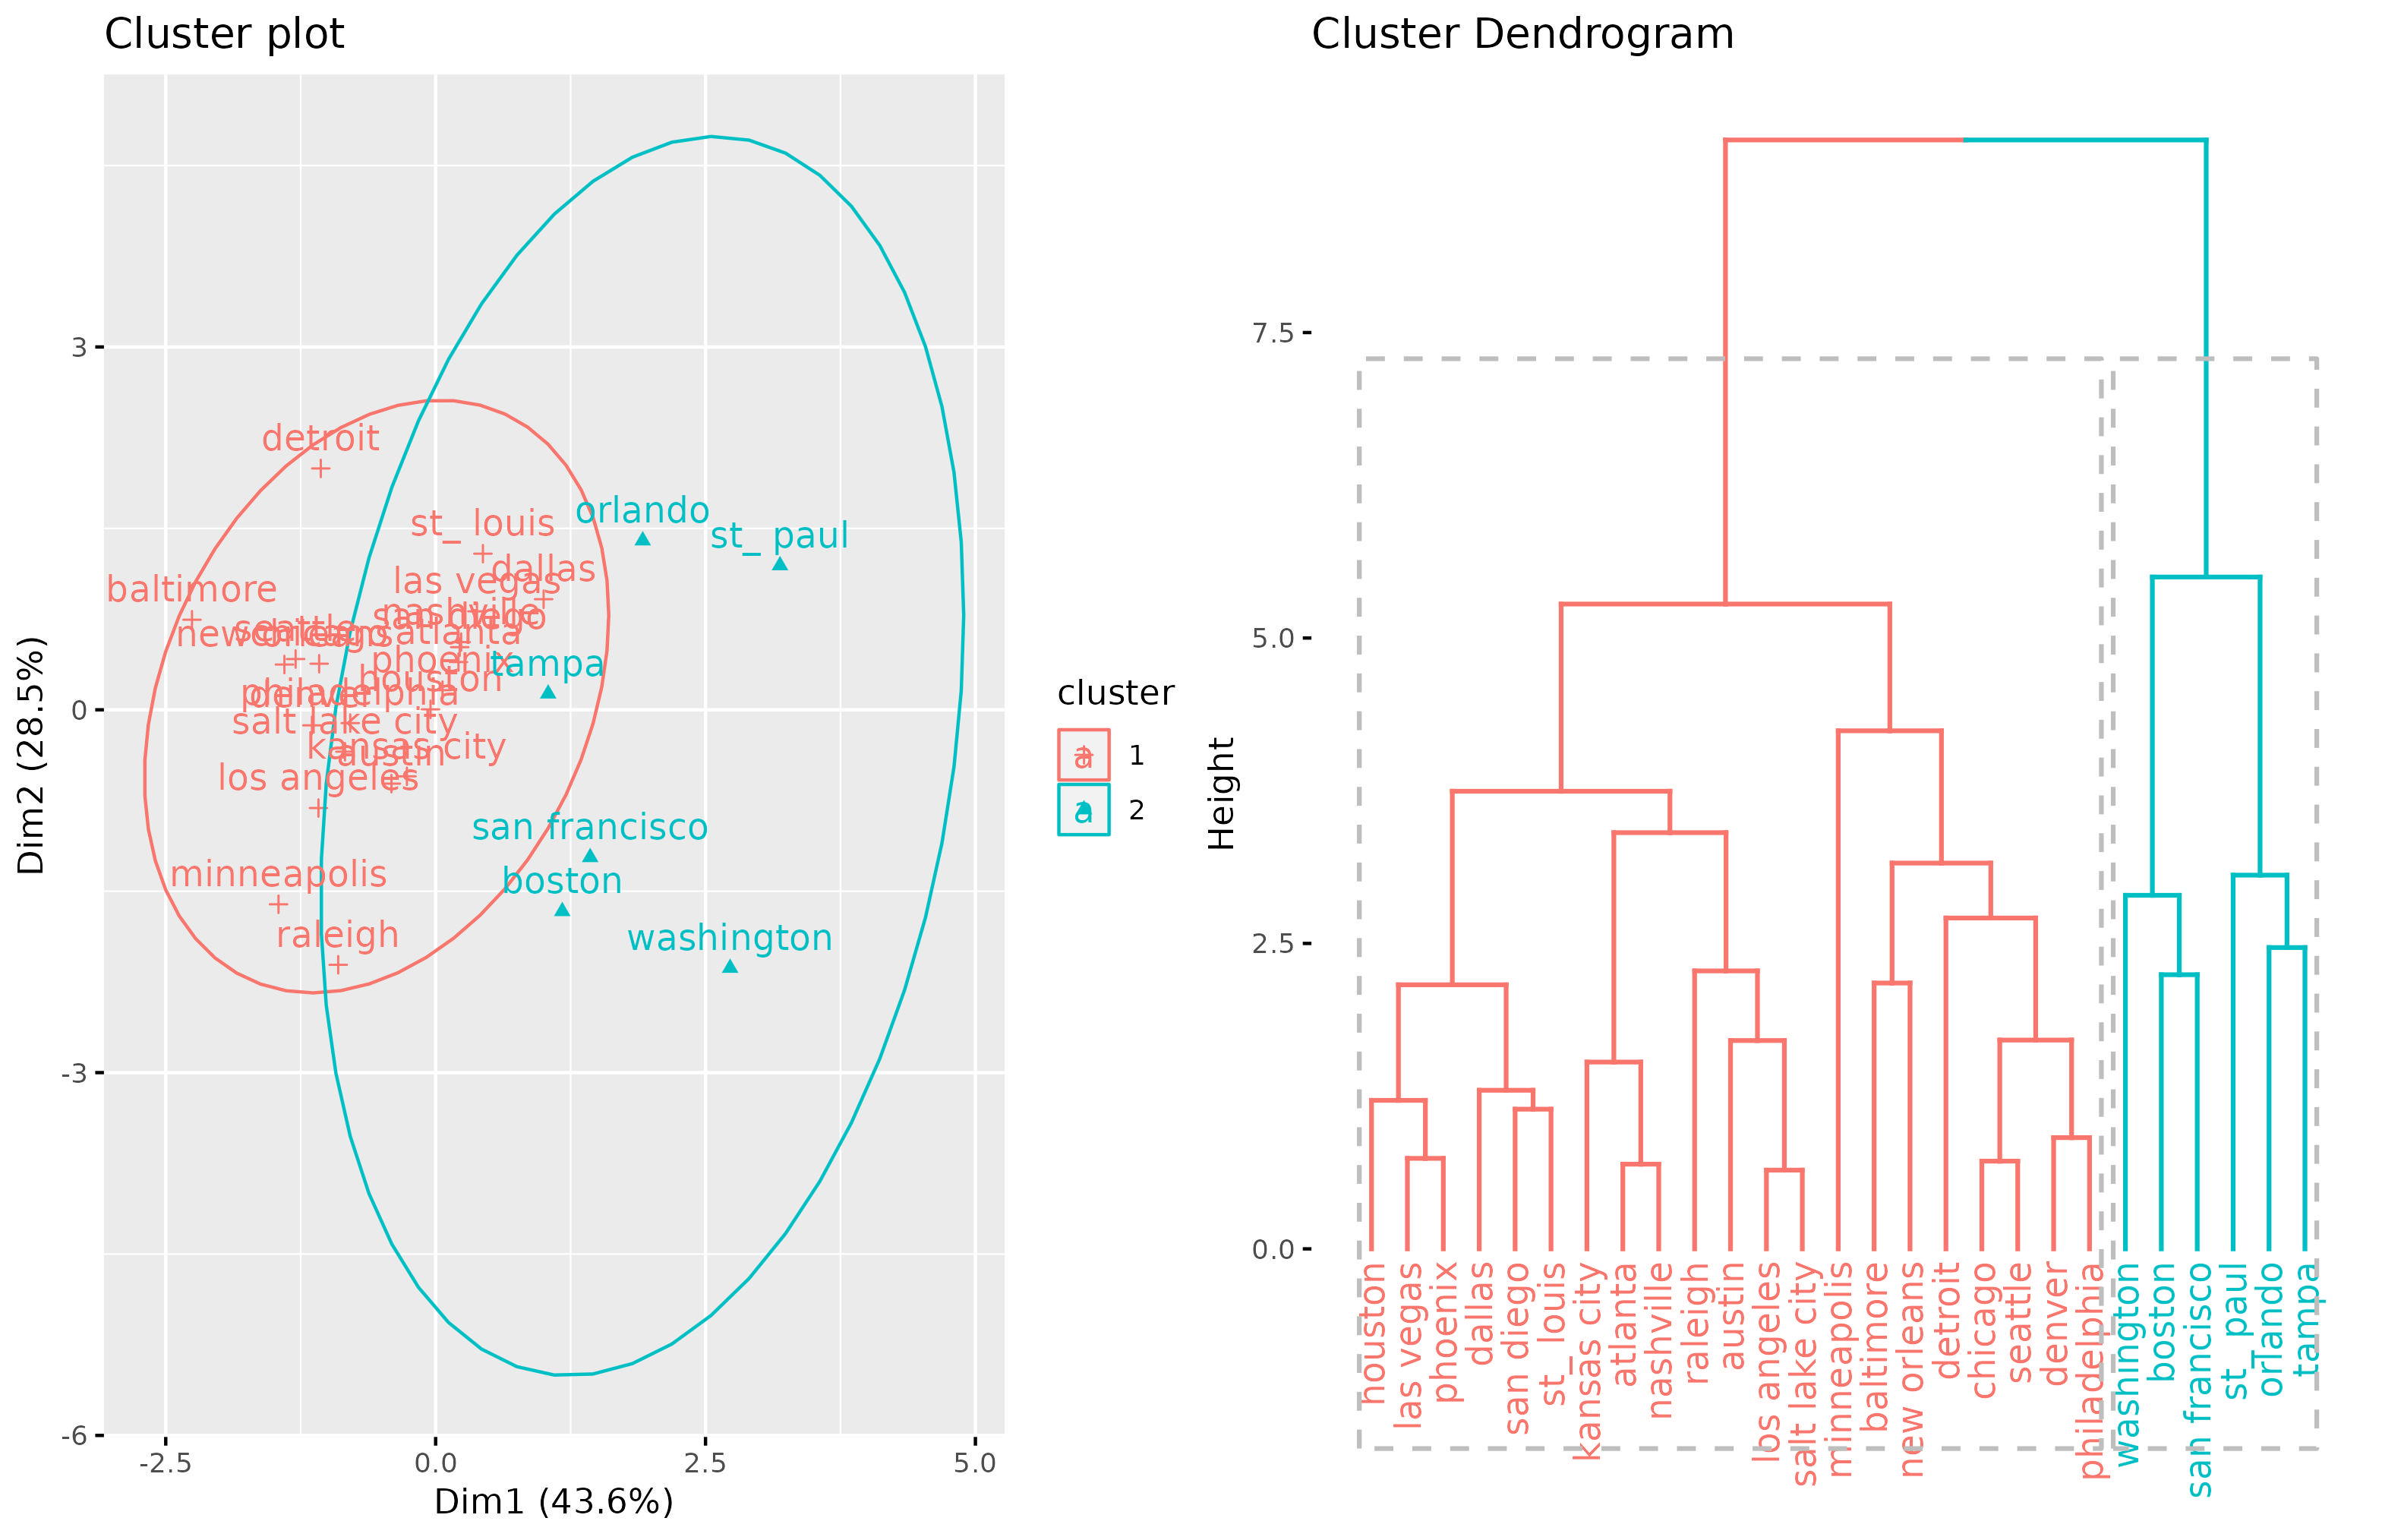 Cluster plot
detroit
orlando
st_ louis
st_ paul
dallas
las vegas
baltimore
nashville
san diego
seattle
new orleans
chicago
atlanta
phoenix
tampa
houston
philadelphia
denver
salt lake city
kansas city
austin
los angeles
san francisco
minneapolis
boston
raleigh
washington
3
0
-3
-6
-2.5
0.0
2.5
5.0
Dim1 (43.6%)
Dim2 (28.5%)
cluster
a 1
a 2
Cluster Dendrogram
Height
7.5
5.0
2.5
0.0
houston
las vegas
phoenix
dallas
san diego
st_ louis
kansas city
atlanta
nashville
raleigh
austin
los angeles
salt lake city
minneapolis
baltimore
new orleans
detroit
chicago
seattle
denver
philadelphia
washington
boston
san francisco
st_ paul
orlando
tampa